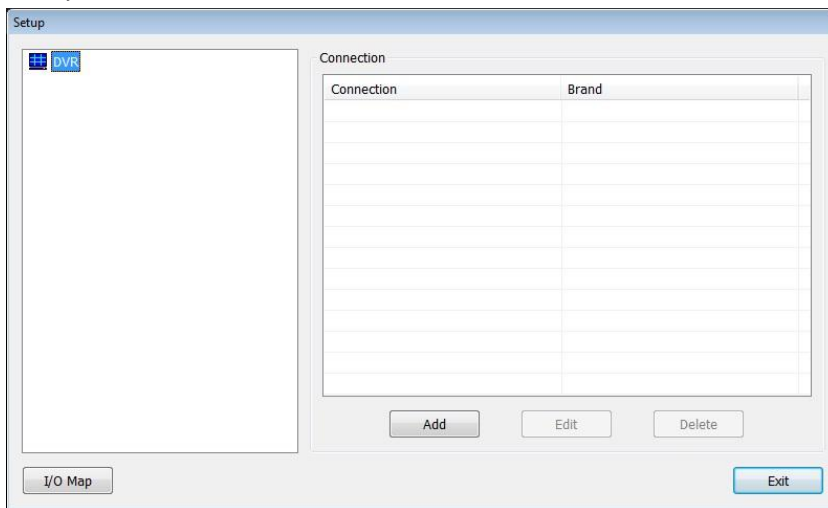 Setup
DVR
Connection
Connection Brand
Add Edit Delete
I/O Map Exit